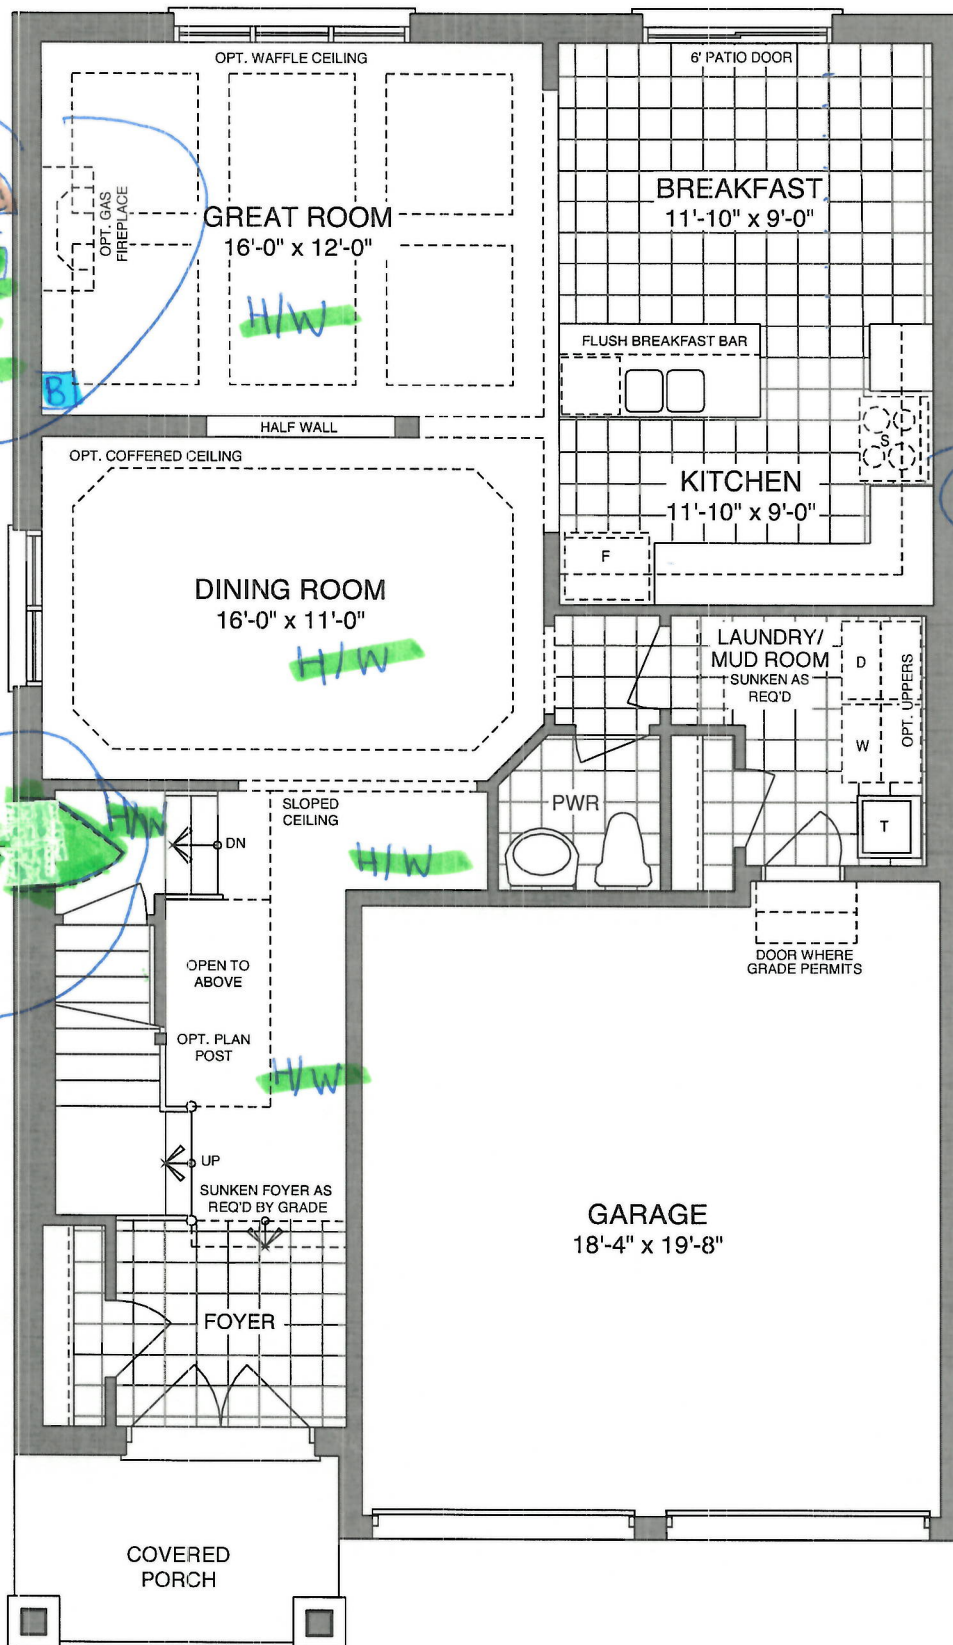 OPT. WAFFLE CEILING
6' PATIO DOOR
OPT. GAS
FIREPLACE
GREAT ROOM
16'-0" x 12'-0"
H/W
B
BREAKFAST
11'-10" x 9'-0"
FLUSH BREAKFAST BAR
S
HALF WALL
OPT. COFFERED CEILING
KITCHEN
11'-10" x 9'-0"
F
DINING ROOM
16'-0" x 11'-0"
H/W
LAUNDRY/
MUD ROOM
SUNKEN AS
REQ'D
D
W
OPT. UPPERS
T
PWR
SLOPED
CEILING
H/W
DN
H/W
OPEN TO
ABOVE
OPT. PLAN
POST
H/W
DOOR WHERE
GRADE PERMITS
UP
SUNKEN FOYER AS
REQ'D BY GRADE
GARAGE
18'-4" x 19'-8"
FOYER
COVERED
PORCH